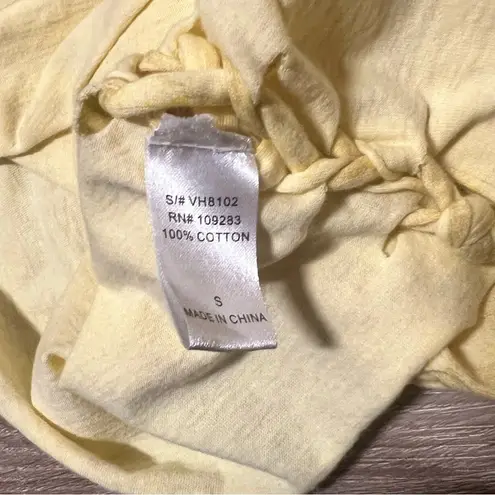 S/# VH8102
RN# 109283
100% COTTON
S
MADE IN CHINA